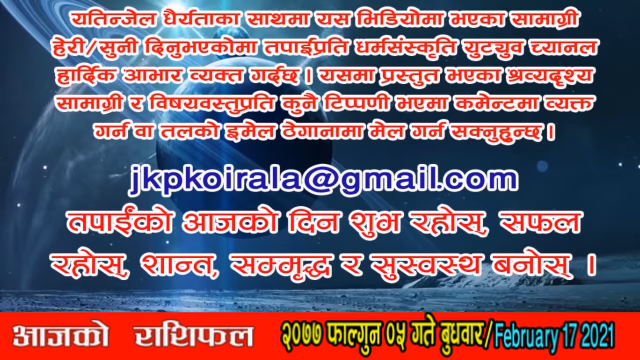 यतिन्जेल धैर्यताका साथमा यस भिडियोमा भएका सामाग्री
हेरी/सुनी दिनुभएकोमा तपाईंप्रति धर्मसंस्कृति युट्युव च्यानल
हार्दिक आभार व्यक्त गर्दछ । यसमा प्रस्तुत भएका श्रव्यदृश्य
सामाग्री र विषयवस्तुप्रति कुनै टिप्पणी भएमा कमेन्टमा व्यक्त
गर्न वा तलको इमेल ठेगानामा मेल गर्न सक्नुहुन्छ ।
jkpkoirala@gmail.com
तपाईंको आजको दिन शुभ रहोस्, सफल
रहोस्, शान्त, सम्मृद्ध र सुस्वस्थ बनोस् ।
आजको राशिफल २०७७ फाल्गुन ०५ गते बुधवार/February 17 2021